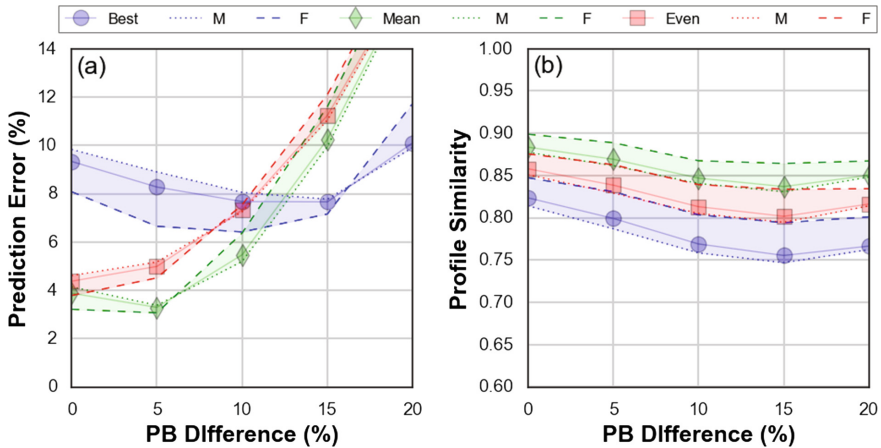 Best M F Mean M F Even M F
(a)
14
12
10
8
6
4
2
0
Prediction Error (%)
0 5 10 15 20
PB DIfference (%)
(b)
1.00
0.95
0.90
0.85
0.80
0.75
0.70
0.65
0.60
Profile Similarity
0 5 10 15 20
PB DIfference (%)